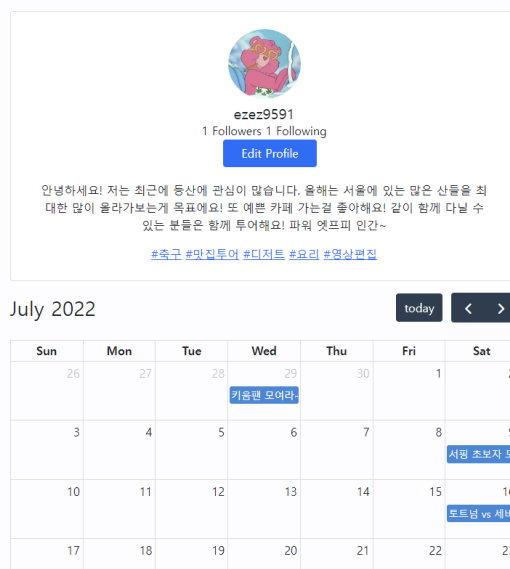 ezez9591
1 Followers 1 Following
Edit Profile
안녕하세요! 저는 최근에 등산에 관심이 많습니다. 올해는 서울에 있는 많은 산들을 최
대한 많이 올라가보는게 목표에요! 또 예쁜 카페 가는걸 좋아해요! 같이 함께 다닐 수
있는 분들은 함께 투어해요! 파워 엣프피 인간~
#축구 #맛집투어 #디저트 #요리 #영상편집
July 2022 today
Sun Mon Tue Wed Thu Fri Sat
26 27 28 29 30 1
키움팬 모여라
3 4 5 6 7 8
서핑 초보자
10 11 12 13 14 15
토트넘 vs
17 18 19 20 21 22